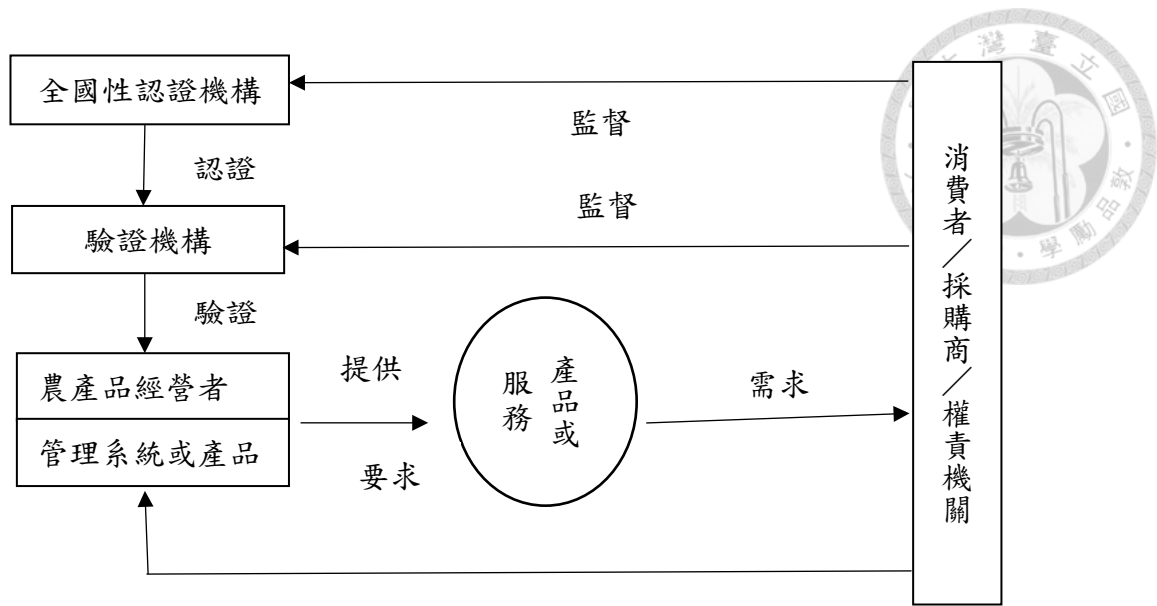 全國性認證機構
監督
認證
監督
驗證機構
驗證
農產品經營者
管理系統或產品
提供
要求
產品或
服務
需求
消費者／採購商／權責機關